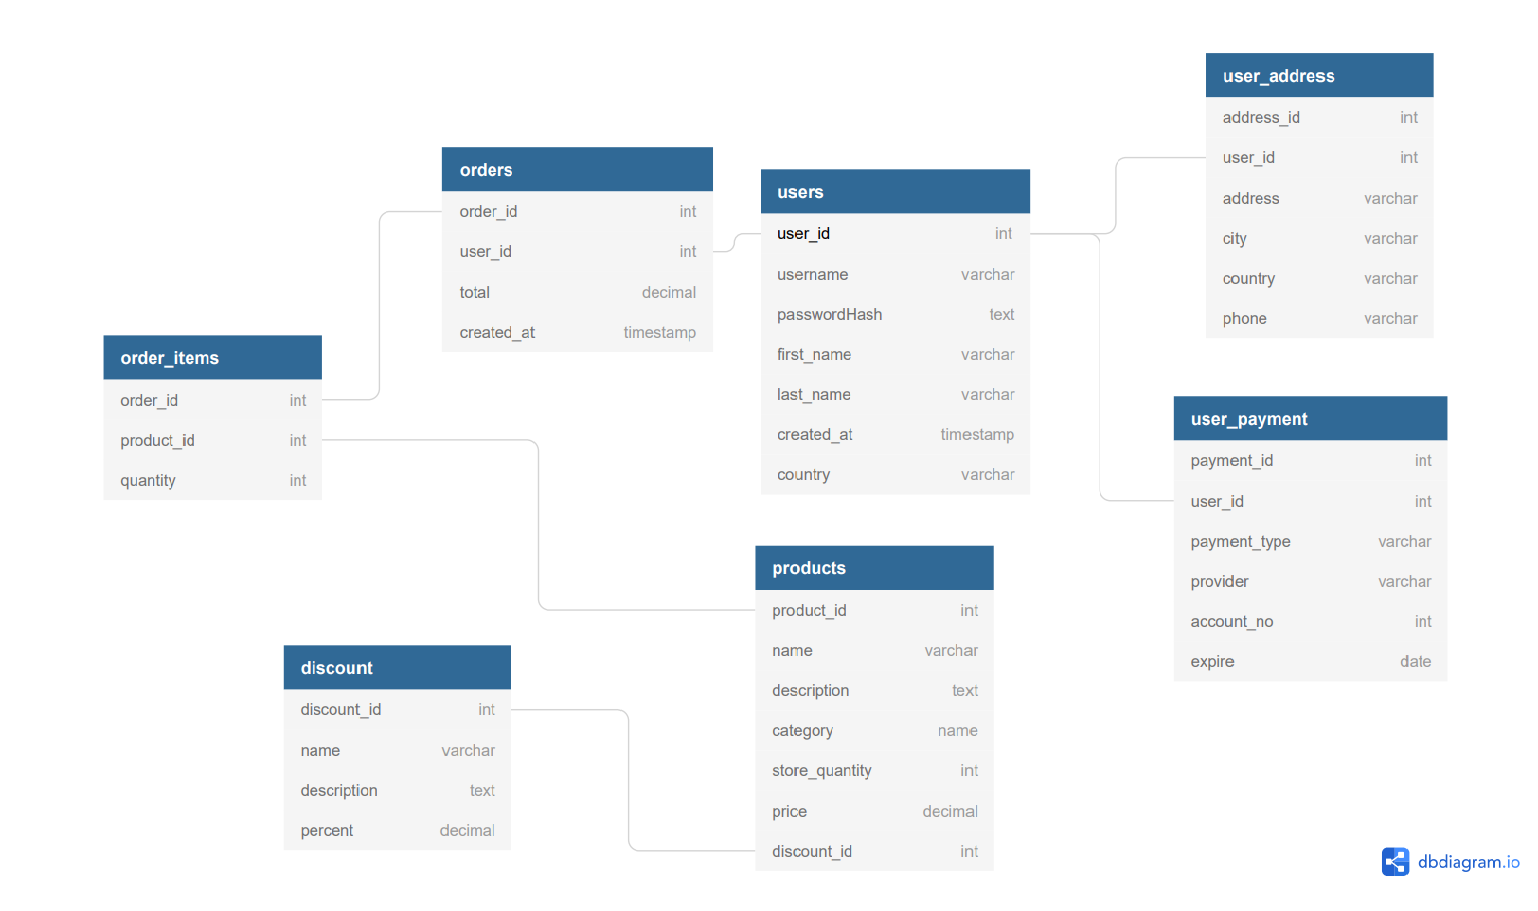 user_address
address_id int
user_id int
address varchar
city varchar
country varchar
phone varchar
orders
order_id int
user_id int
total decimal
created_at timestamp
users
user_id int
username varchar
passwordHash text
first_name varchar
last_name varchar
created_at timestamp
country varchar
order_items
order_id int
product_id int
quantity int
user_payment
payment_id int
user_id int
payment_type varchar
provider varchar
account_no int
expire date
products
product_id int
name varchar
description text
category name
store_quantity int
price decimal
discount_id int
discount
discount_id int
name varchar
description text
percent decimal
dbdiagram.io